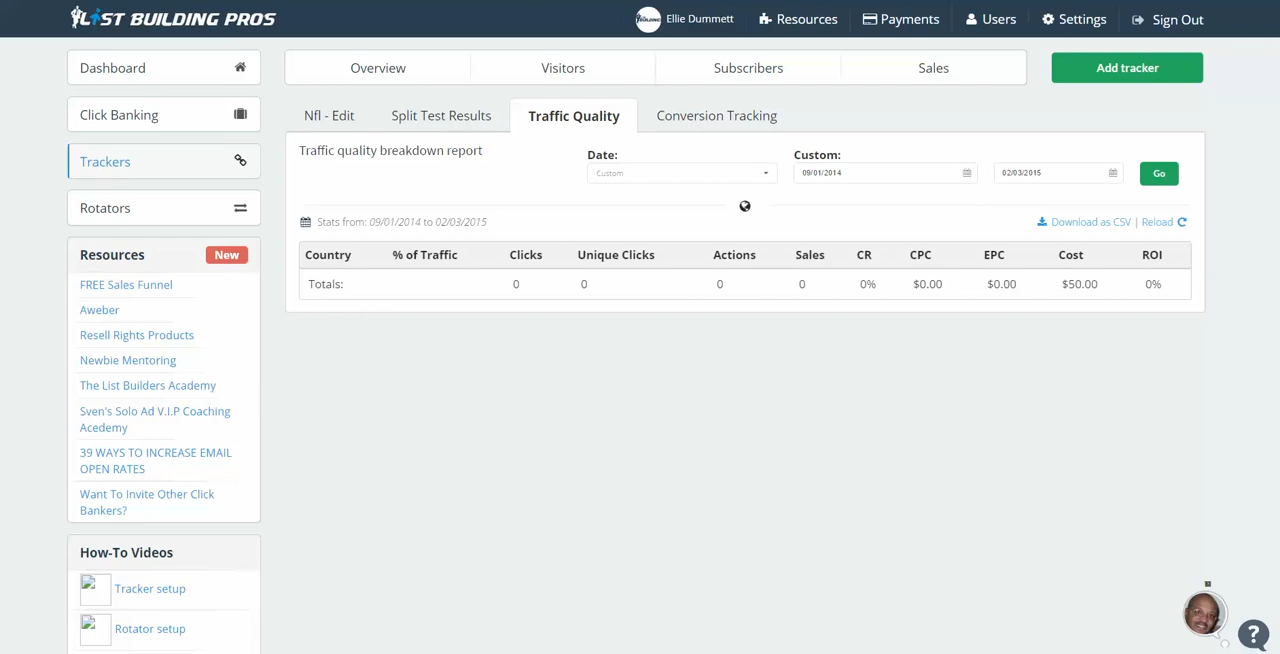 LIST BUILDING PROS
Ellie Dummett
Resources
Payments
Users
Settings
Sign Out
Dashboard
Click Banking
Trackers
Rotators
Resources New
FREE Sales Funnel
Aweber
Resell Rights Products
Newbie Mentoring
The List Builders Academy
Sven's Solo Ad V.I.P Coaching
Acedemy
39 WAYS TO INCREASE EMAIL
OPEN RATES
Want To Invite Other Click
Bankers?
How-To Videos
Tracker setup
Rotator setup
Overview Visitors Subscribers Sales
Add tracker
Nfl - Edit Split Test Results Traffic Quality Conversion Tracking
Traffic quality breakdown report
Date: Custom:
Custom 09/01/2014 02/03/2015 Go
Stats from: 09/01/2014 to 02/03/2015 Download as CSV | Reload
Country % of Traffic Clicks Unique Clicks Actions Sales CR CPC EPC Cost ROI
Totals: 0 0 0 0 0% $0.00 $0.00 $50.00 0%
?